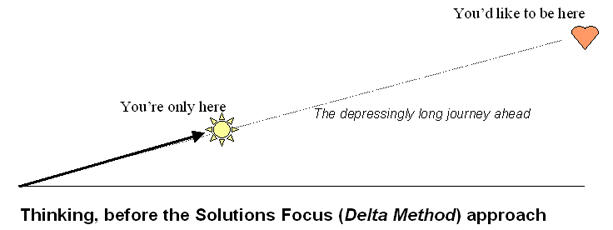 You'd like to be here
You're only here
The depressingly long journey ahead
Thinking, before the Solutions Focus (Delta Method) approach